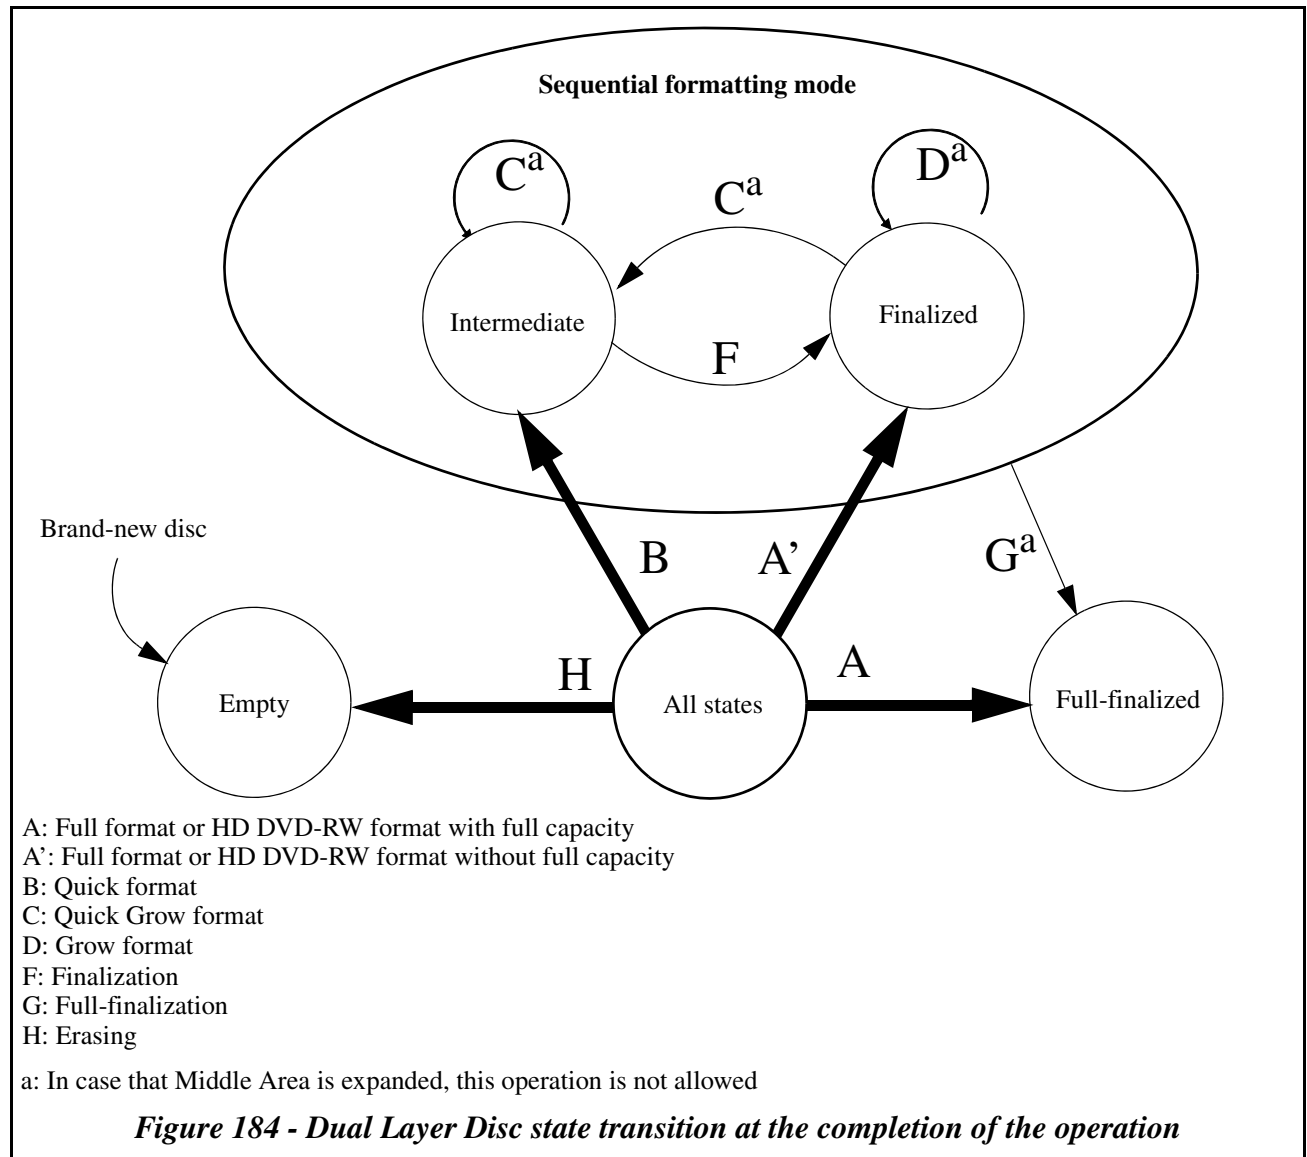 Sequential formatting mode
Cᵃ
Dᵃ
Cᵃ
Intermediate
Finalized
F
Brand-new disc
B
A’
Gᵃ
H
A
Empty
All states
Full-finalized
A: Full format or HD DVD-RW format with full capacity
A’: Full format or HD DVD-RW format without full capacity
B: Quick format
C: Quick Grow format
D: Grow format
F: Finalization
G: Full-finalization
H: Erasing
a: In case that Middle Area is expanded, this operation is not allowed
Figure 184 - Dual Layer Disc state transition at the completion of the operation